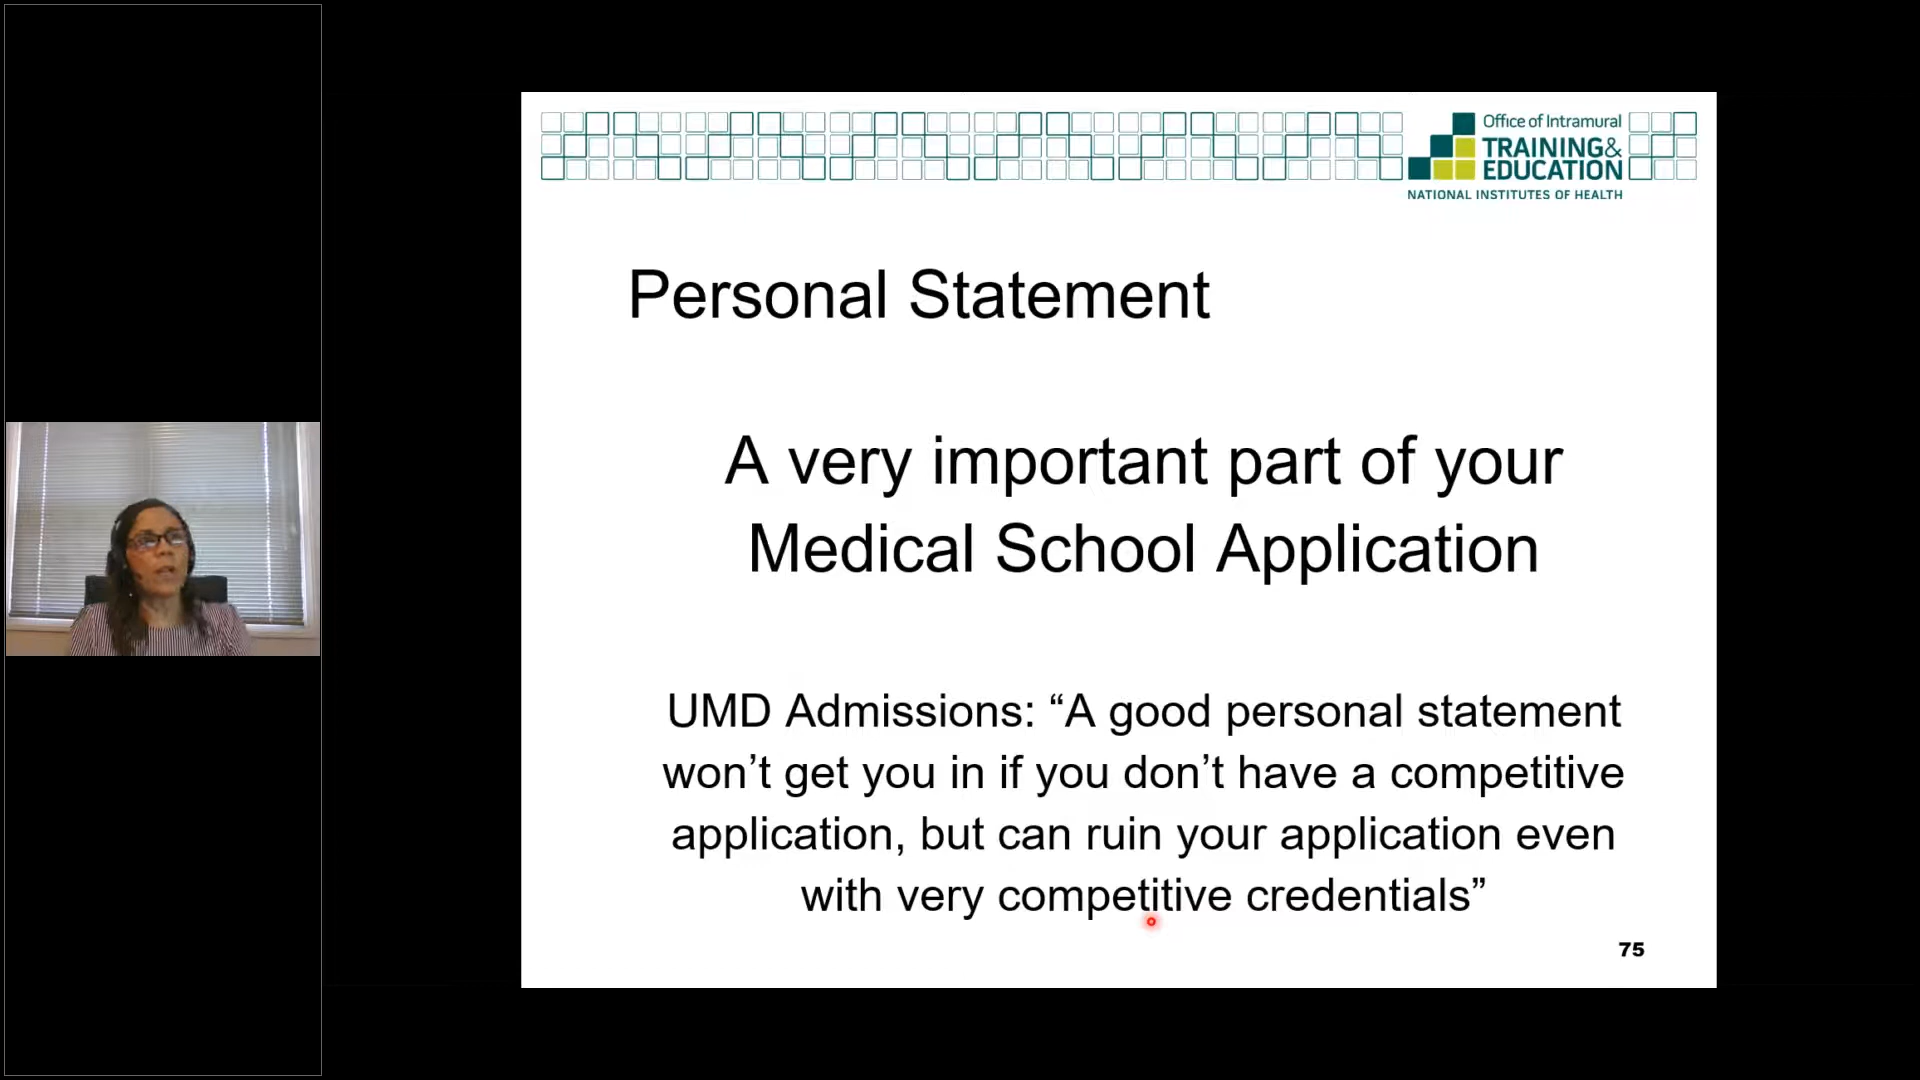 Office of Intramural
TRAINING&
EDUCATION
NATIONAL INSTITUTES OF HEALTH
Personal Statement
A very important part of your
Medical School Application
UMD Admissions: “A good personal statement
won’t get you in if you don’t have a competitive
application, but can ruin your application even
with very competitive credentials”
75